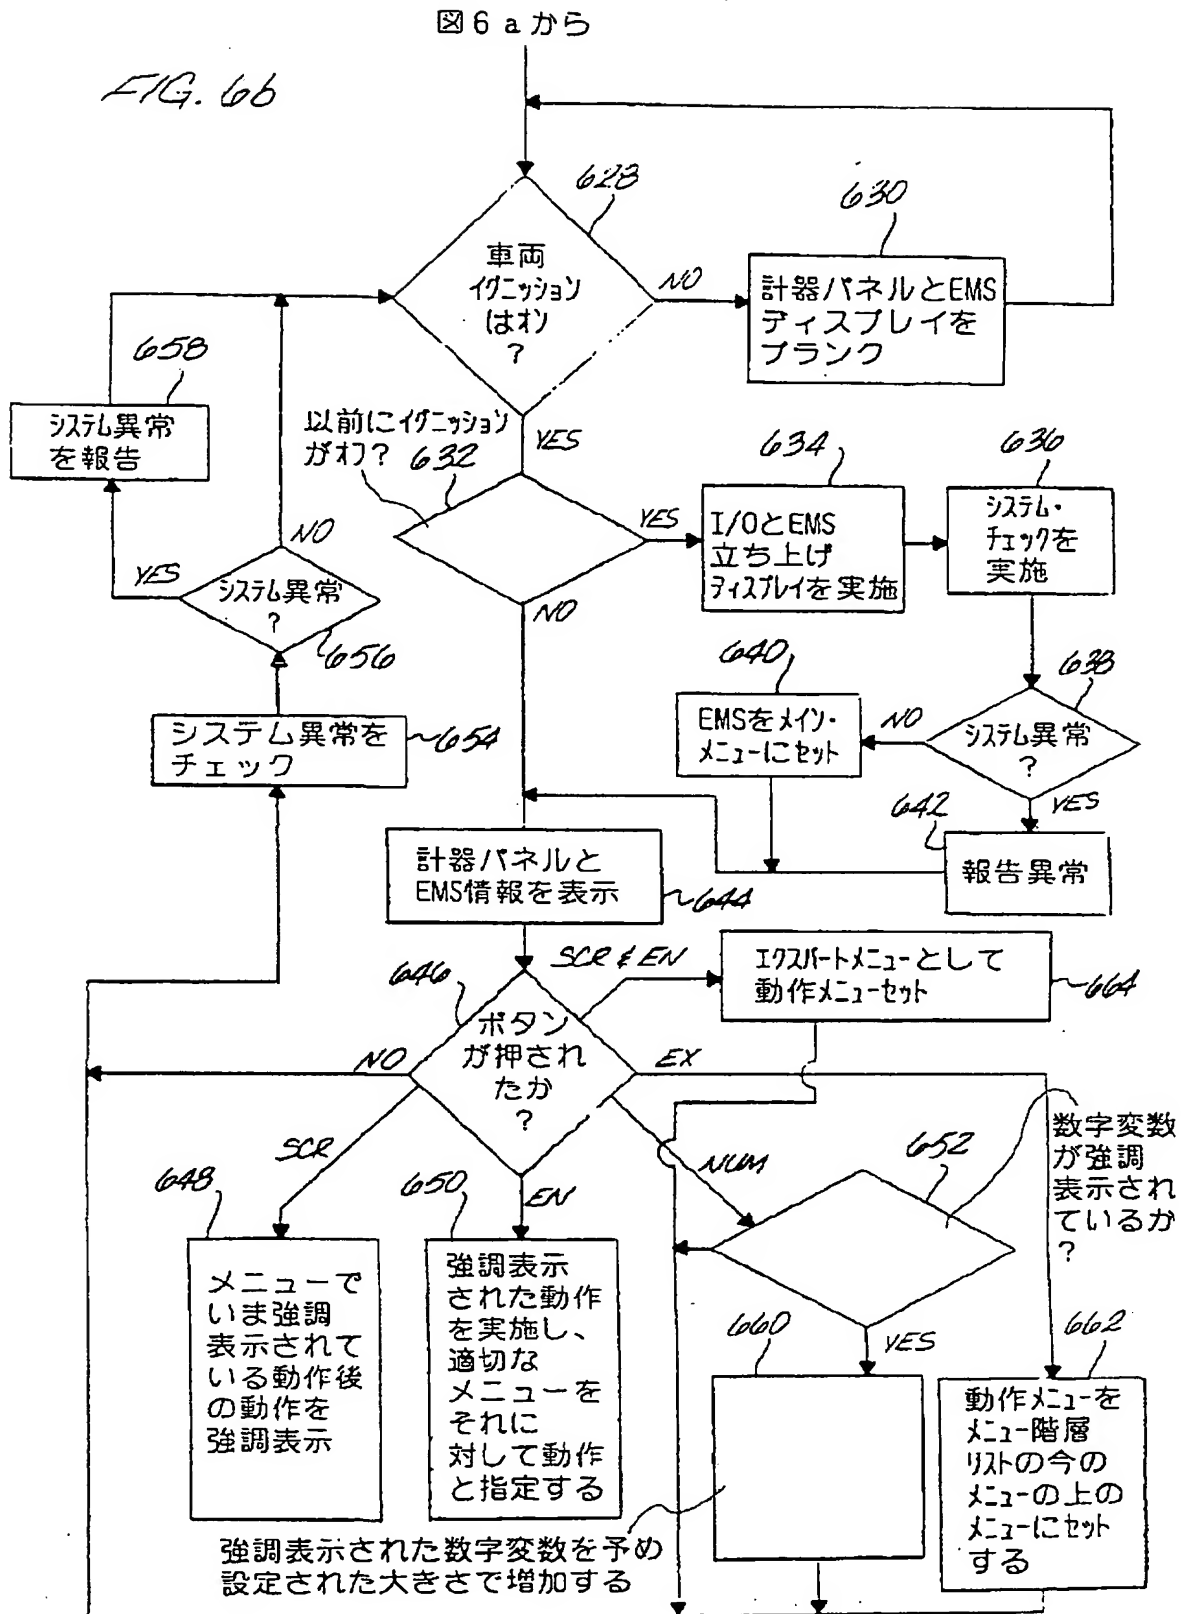 図6aから
FIG. 6b
628
車両
イグニッション
はオン
?
NO
630
計器パネルとEMS
ディスプレイを
ブランク
658
システム異常
を報告
以前にイグニッション
がオフ?
632
YES
634
I/OとEMS
立ち上げ
ディスプレイを実施
YES
636
システム・
チェックを
実施
NO
YES
システム異常
?
656
NO
640
EMSをメイン・
メニューにセット
NO
638
システム異常
?
YES
システム異常を
チェック
654
642
報告異常
計器パネルと
EMS情報を表示
644
SCR & EN
エクスパートメニューとして
動作メニューセット
664
646
ボタン
が押され
たか
?
NO
EX
SCR
NUM
EN
652
数字変数
が強調
表示され
ているか
?
648
メニューで
いま強調
表示されて
いる動作後
の動作を
強調表示
650
強調表示
された動作
を実施し、
適切な
メニューを
それに
対して動作
と指定する
660
YES
662
動作メニューを
メニュー階層
リストの今の
メニューの上の
メニューにセット
する
強調表示された数字変数を予め
設定された大きさで増加する